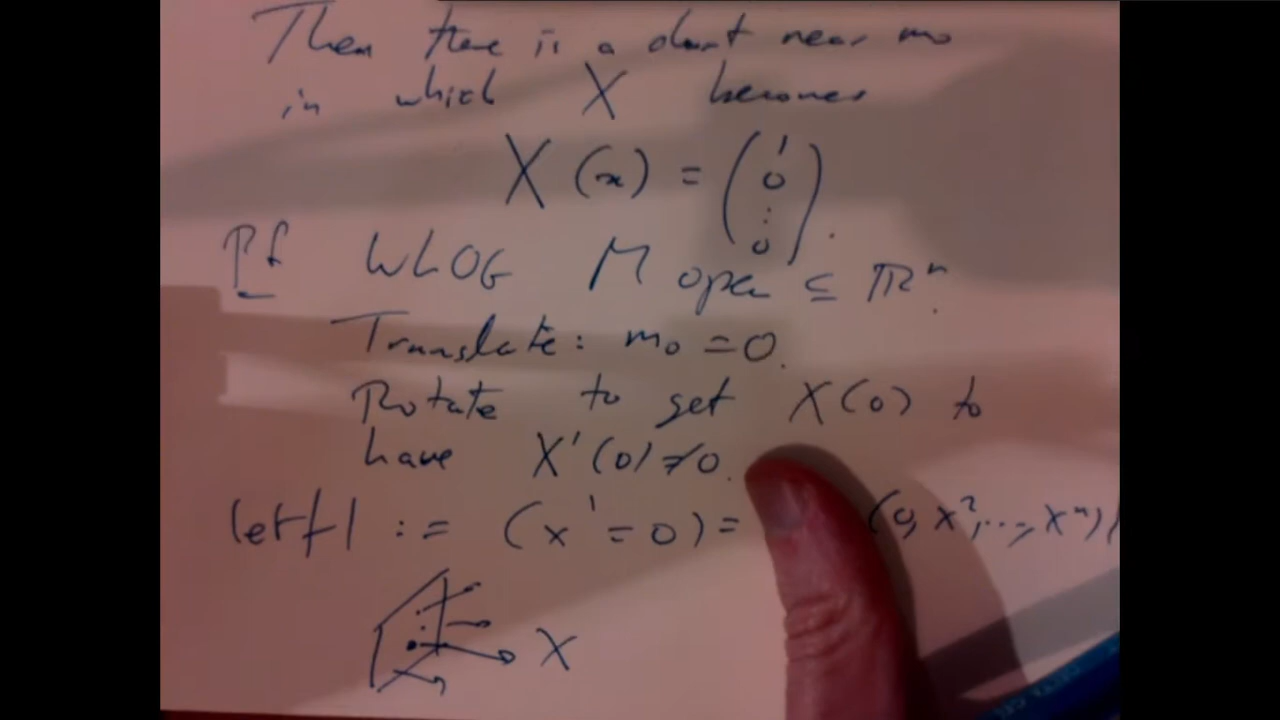 Then there is a chart near m₀
in which X becomes
X(x) = (1 0 ⋮ 0).
Pf WLOG M open ⊆ ℝⁿ.
Translate: m₀ = 0.
Rotate to get X(0) to
have X¹(0) ≠ 0.
Let H := (x¹ = 0) = (0, x², ..., xⁿ)
X